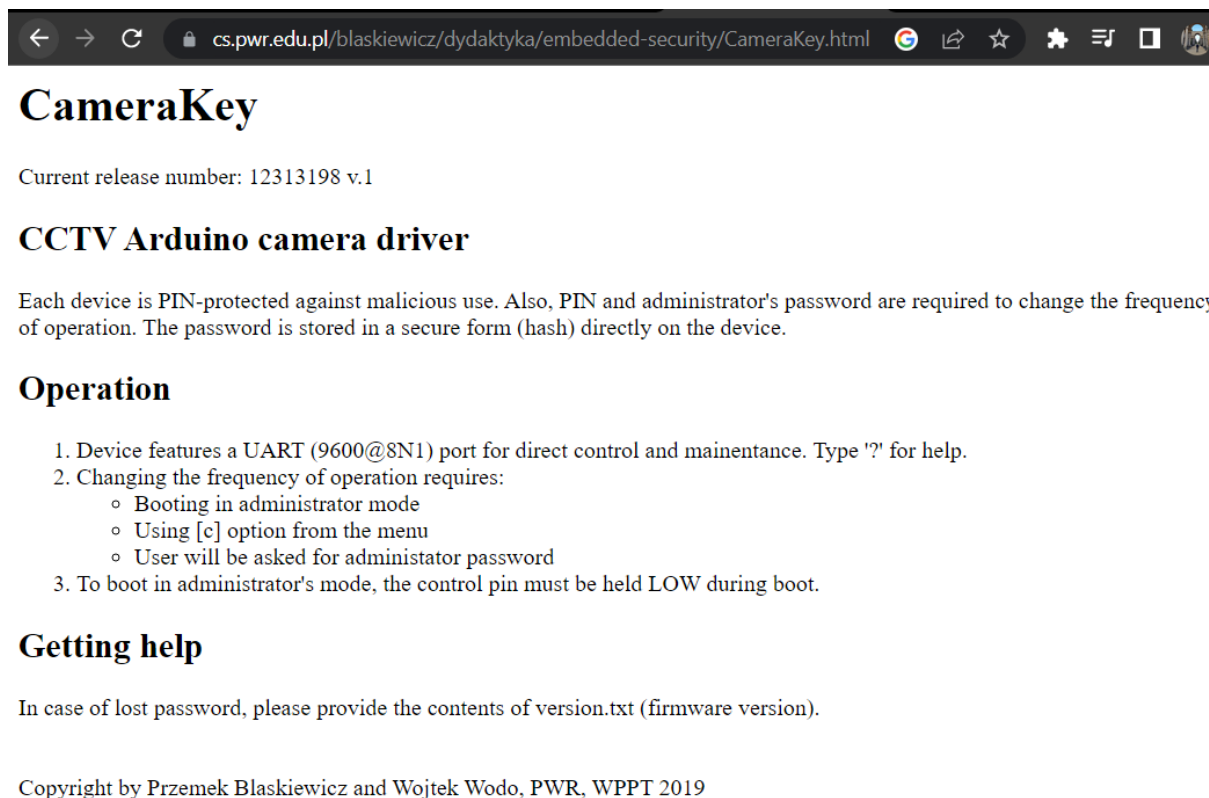 cs.pwr.edu.pl/blaskiewicz/dydaktyka/embedded-security/CameraKey.html
CameraKey
Current release number: 12313198 v.1
CCTV Arduino camera driver
Each device is PIN-protected against malicious use. Also, PIN and administrator's password are required to change the frequency
of operation. The password is stored in a secure form (hash) directly on the device.
Operation
1. Device features a UART (9600@8N1) port for direct control and mainentance. Type '?' for help.
2. Changing the frequency of operation requires:
○ Booting in administrator mode
○ Using [c] option from the menu
○ User will be asked for administator password
3. To boot in administrator's mode, the control pin must be held LOW during boot.
Getting help
In case of lost password, please provide the contents of version.txt (firmware version).
Copyright by Przemek Blaskiewicz and Wojtek Wodo, PWR, WPPT 2019